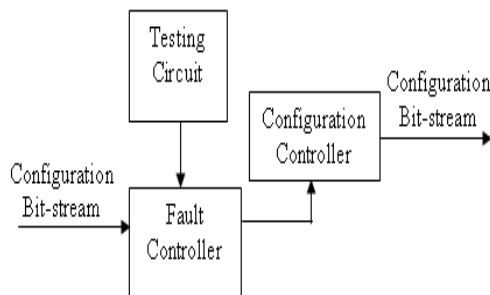 Testing
Circuit
Configuration
Bit-stream
Configuration
Controller
Configuration
Bit-stream
Fault
Controller